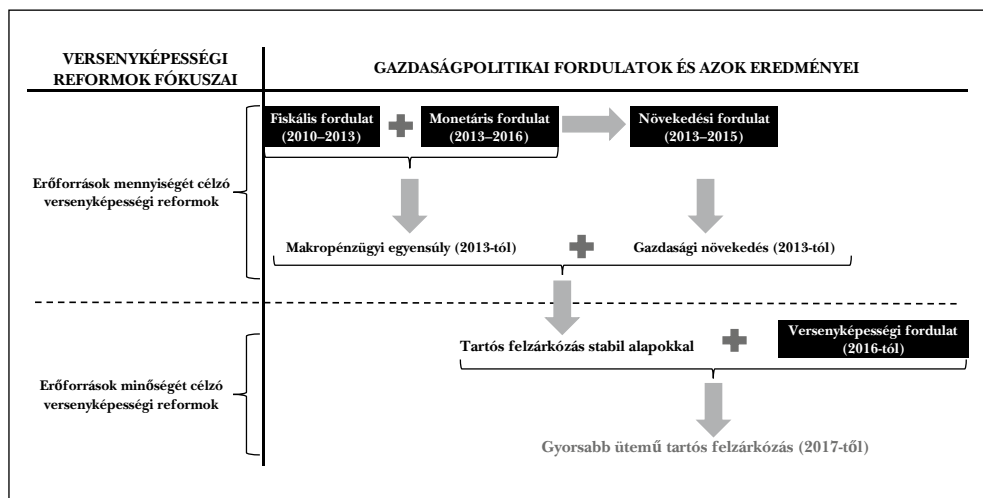 VERSENYKÉPESSÉGI
REFORMOK FÓKUSZAI
GAZDASÁGPOLITIKAI FORDULATOK ÉS AZOK EREDMÉNYEI
Fiskális fordulat
(2010–2013)
Monetáris fordulat
(2013–2016)
Növekedési fordulat
(2013–2015)
Erőforrások mennyiségét célzó
versenyképességi reformok
Makropénzügyi egyensúly (2013-tól)
Gazdasági növekedés (2013-tól)
Tartós felzárkózás stabil alapokkal
Versenyképességi fordulat
(2016-tól)
Erőforrások minőségét célzó
versenyképességi reformok
Gyorsabb ütemű tartós felzárkózás (2017-től)